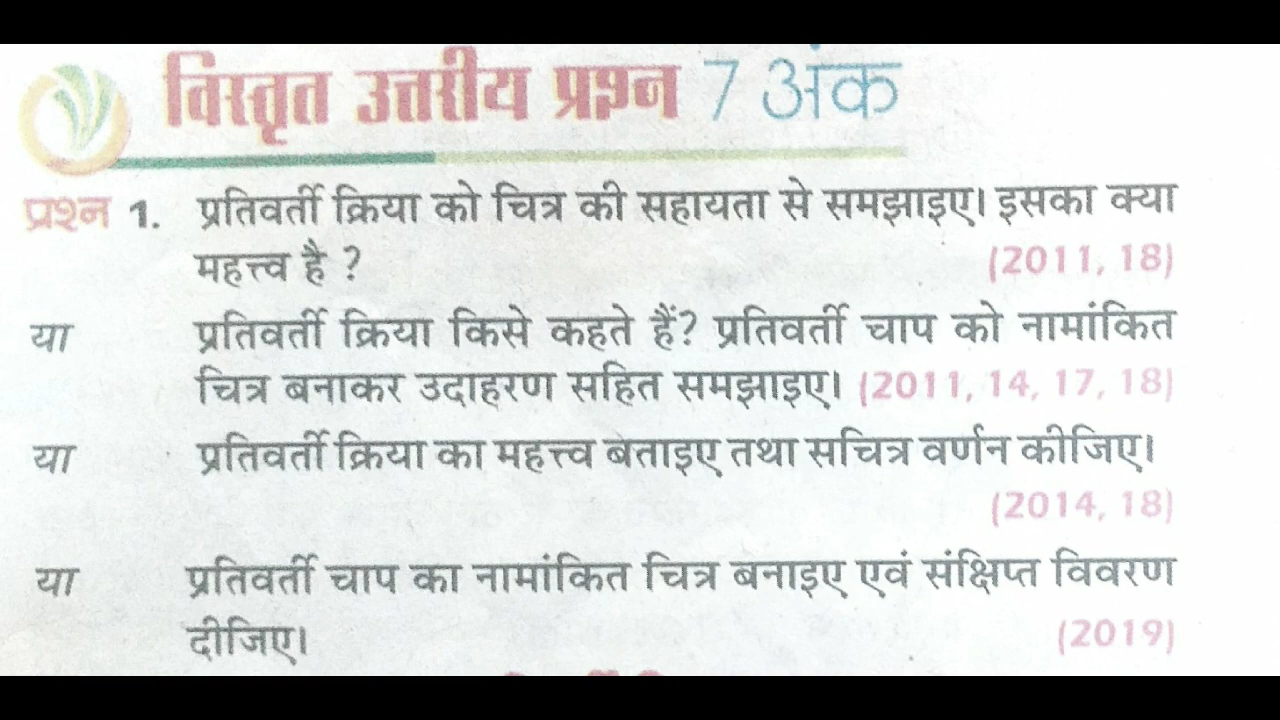 विस्तृत उत्तरीय प्रश्न 7 अंक
प्रश्न 1. प्रतिवर्ती क्रिया को चित्र की सहायता से समझाइए। इसका क्या
महत्त्व है ? (2011, 18)
या प्रतिवर्ती क्रिया किसे कहते हैं? प्रतिवर्ती चाप को नामांकित
चित्र बनाकर उदाहरण सहित समझाइए। (2011, 14, 17, 18)
या प्रतिवर्ती क्रिया का महत्त्व बताइए तथा सचित्र वर्णन कीजिए।
(2014, 18)
या प्रतिवर्ती चाप का नामांकित चित्र बनाइए एवं संक्षिप्त विवरण
दीजिए। (2019)